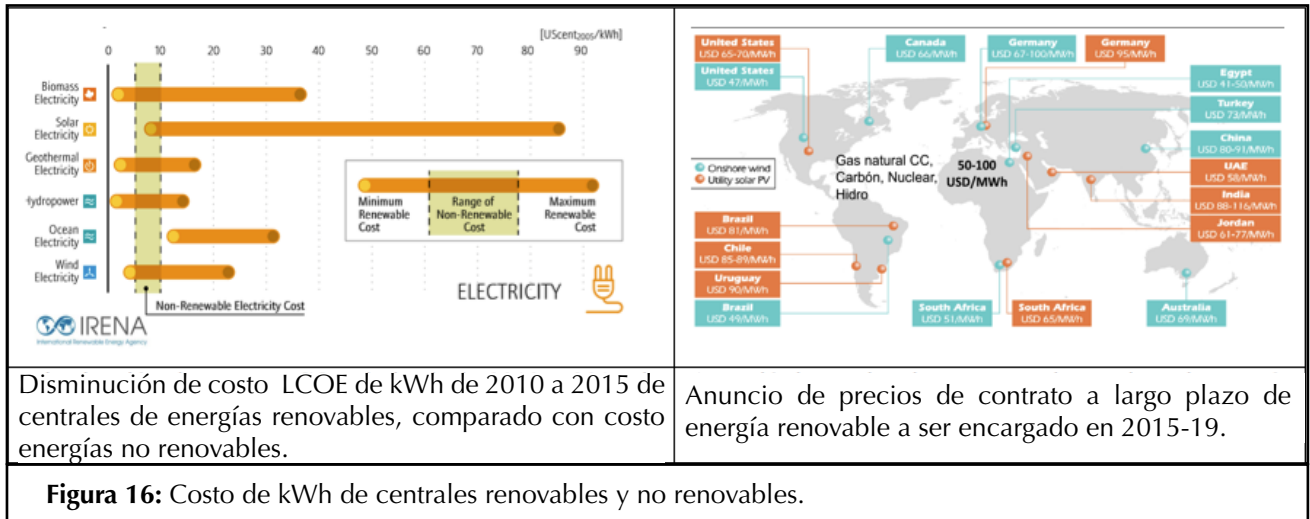 [UScent2005/kWh]
0 10 20 30 40 50 60 70 80 90
Biomass
Electricity
Solar
Electricity
Geothermal
Electricity
Hydropower
Ocean
Electricity
Wind
Electricity
Minimum
Renewable
Cost
Range of
Non-Renewable
Cost
Maximum
Renewable
Cost
Non-Renewable Electricity Cost
ELECTRICITY
IRENA
International Renewable Energy Agency
United States
USD 65-70/MWh
United States
USD 47/MWh
Canada
USD 66/MWh
Germany
USD 67-100/MWh
Germany
USD 95/MWh
Egypt
USD 41-50/MWh
Turkey
USD 73/MWh
China
USD 80-91/MWh
UAE
USD 58/MWh
India
USD 88-116/MWh
Jordan
USD 61-77/MWh
Onshore wind
Utility solar PV
Gas natural CC,
Carbón, Nuclear,
Hidro
50-100
USD/MWh
Brazil
USD 81/MWh
Chile
USD 85-89/MWh
Uruguay
USD 90/MWh
Brazil
USD 49/MWh
South Africa
USD 51/MWh
South Africa
USD 65/MWh
Australia
USD 69/MWh
Disminución de costo LCOE de kWh de 2010 a 2015 de
centrales de energías renovables, comparado con costo
energías no renovables.
Anuncio de precios de contrato a largo plazo de
energía renovable a ser encargado en 2015-19.
Figura 16: Costo de kWh de centrales renovables y no renovables.